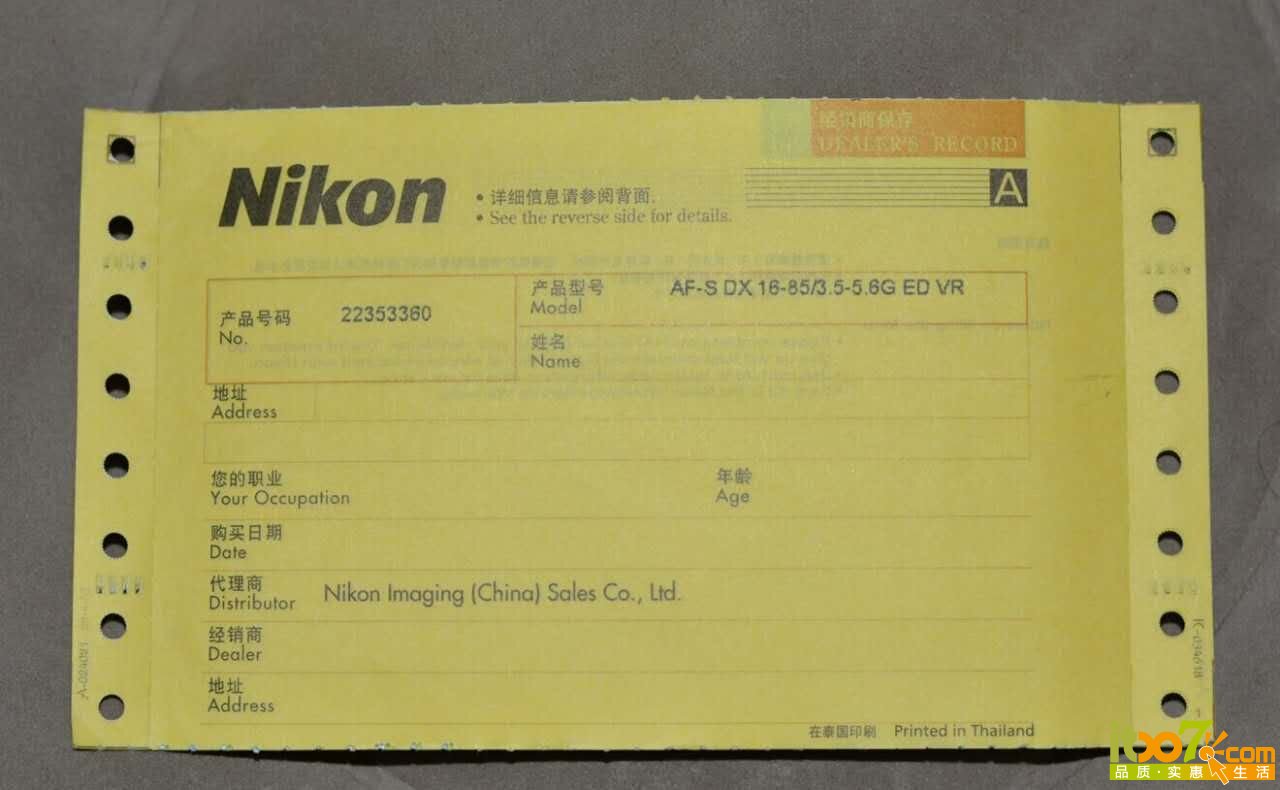 经销商保存
DEALER'S RECORD
Nikon
• 详细信息请参阅背面.
• See the reverse side for details.
A
产品号码
No.
22353360
产品型号
Model
AF-S DX 16-85/3.5-5.6G ED VR
姓名
Name
地址
Address
您的职业
Your Occupation
年龄
Age
购买日期
Date
代理商
Distributor
Nikon Imaging (China) Sales Co., Ltd.
经销商
Dealer
地址
Address
在泰国印刷 Printed in Thailand
K-034618
1
.com
品质·实惠 生活